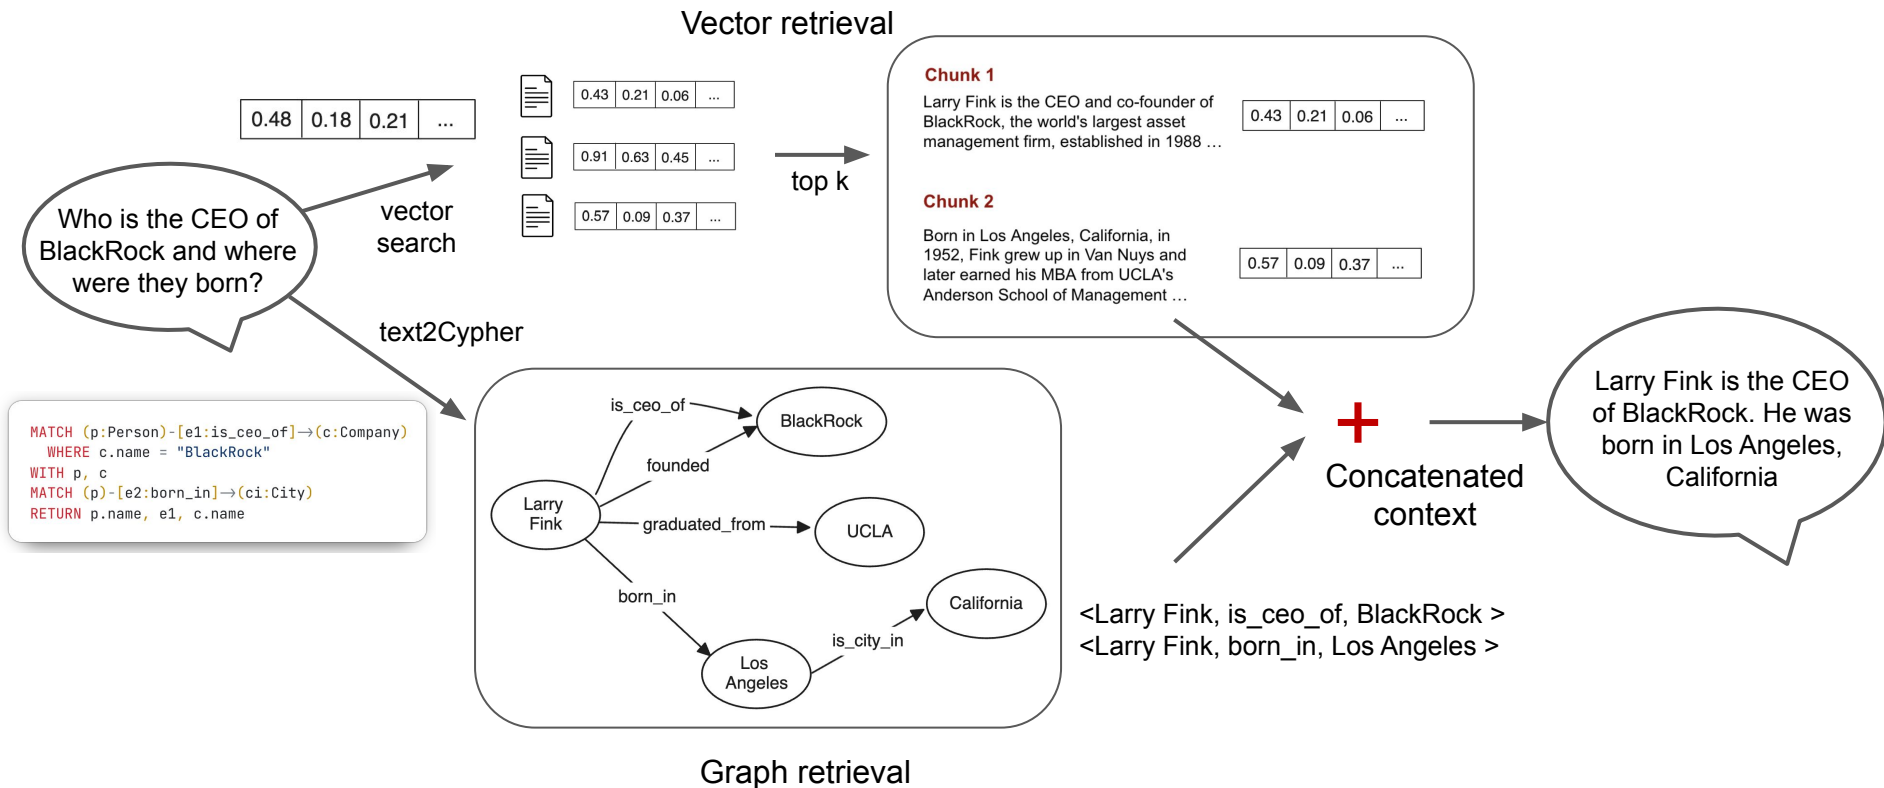 Vector retrieval
0.48 0.18 0.21 ...
0.43 0.21 0.06 ...
0.91 0.63 0.45 ...
0.57 0.09 0.37 ...
top k
Chunk 1
Larry Fink is the CEO and co-founder of
BlackRock, the world's largest asset
management firm, established in 1988 ...
0.43 0.21 0.06 ...
Chunk 2
Born in Los Angeles, California, in
1952, Fink grew up in Van Nuys and
later earned his MBA from UCLA's
Anderson School of Management ...
0.57 0.09 0.37 ...
Who is the CEO of
BlackRock and where
were they born?
vector
search
text2Cypher
MATCH (p:Person)-[e1:is_ceo_of]→(c:Company)
WHERE c.name = "BlackRock"
WITH p, c
MATCH (p)-[e2:born_in]→(ci:City)
RETURN p.name, e1, c.name
is_ceo_of
BlackRock
founded
Larry
Fink
graduated_from
UCLA
born_in
California
is_city_in
Los
Angeles
Graph retrieval
<Larry Fink, is_ceo_of, BlackRock >
<Larry Fink, born_in, Los Angeles >
+
Concatenated
context
Larry Fink is the CEO
of BlackRock. He was
born in Los Angeles,
California